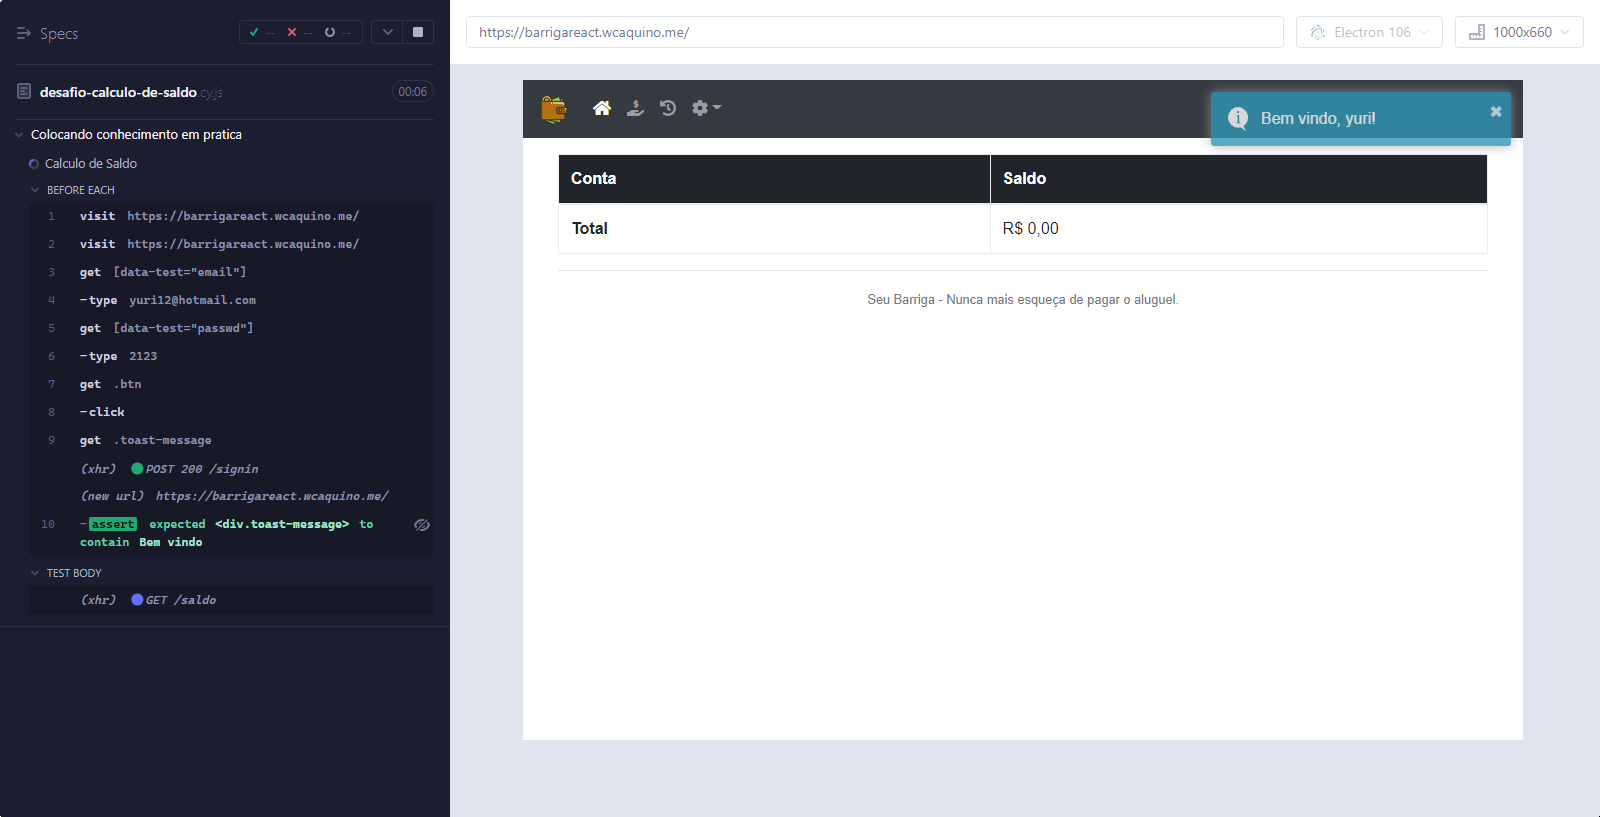 Specs
-- -- --
desafio-calculo-de-saldo.cy.js 00:06
Colocando conhecimento em pratica
Calculo de Saldo
BEFORE EACH
1 visit https://barrigareact.wcaquino.me/
2 visit https://barrigareact.wcaquino.me/
3 get [data-test="email"]
4 -type yuri12@hotmail.com
5 get [data-test="passwd"]
6 -type 2123
7 get .btn
8 -click
9 get .toast-message
(xhr) POST 200 /signin
(new url) https://barrigareact.wcaquino.me/
10 -assert expected <div.toast-message> to
contain Bem vindo
TEST BODY
(xhr) GET /saldo
https://barrigareact.wcaquino.me/
Electron 106
1000x660
Bem vindo, yuri!
Conta Saldo
Total R$ 0,00
Seu Barriga - Nunca mais esqueça de pagar o aluguel.